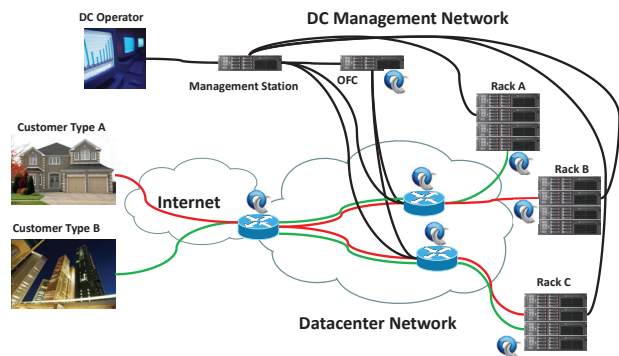 DC Operator
DC Management Network
Management Station
OFC
Rack A
Customer Type A
Rack B
Internet
Customer Type B
Rack C
Datacenter Network